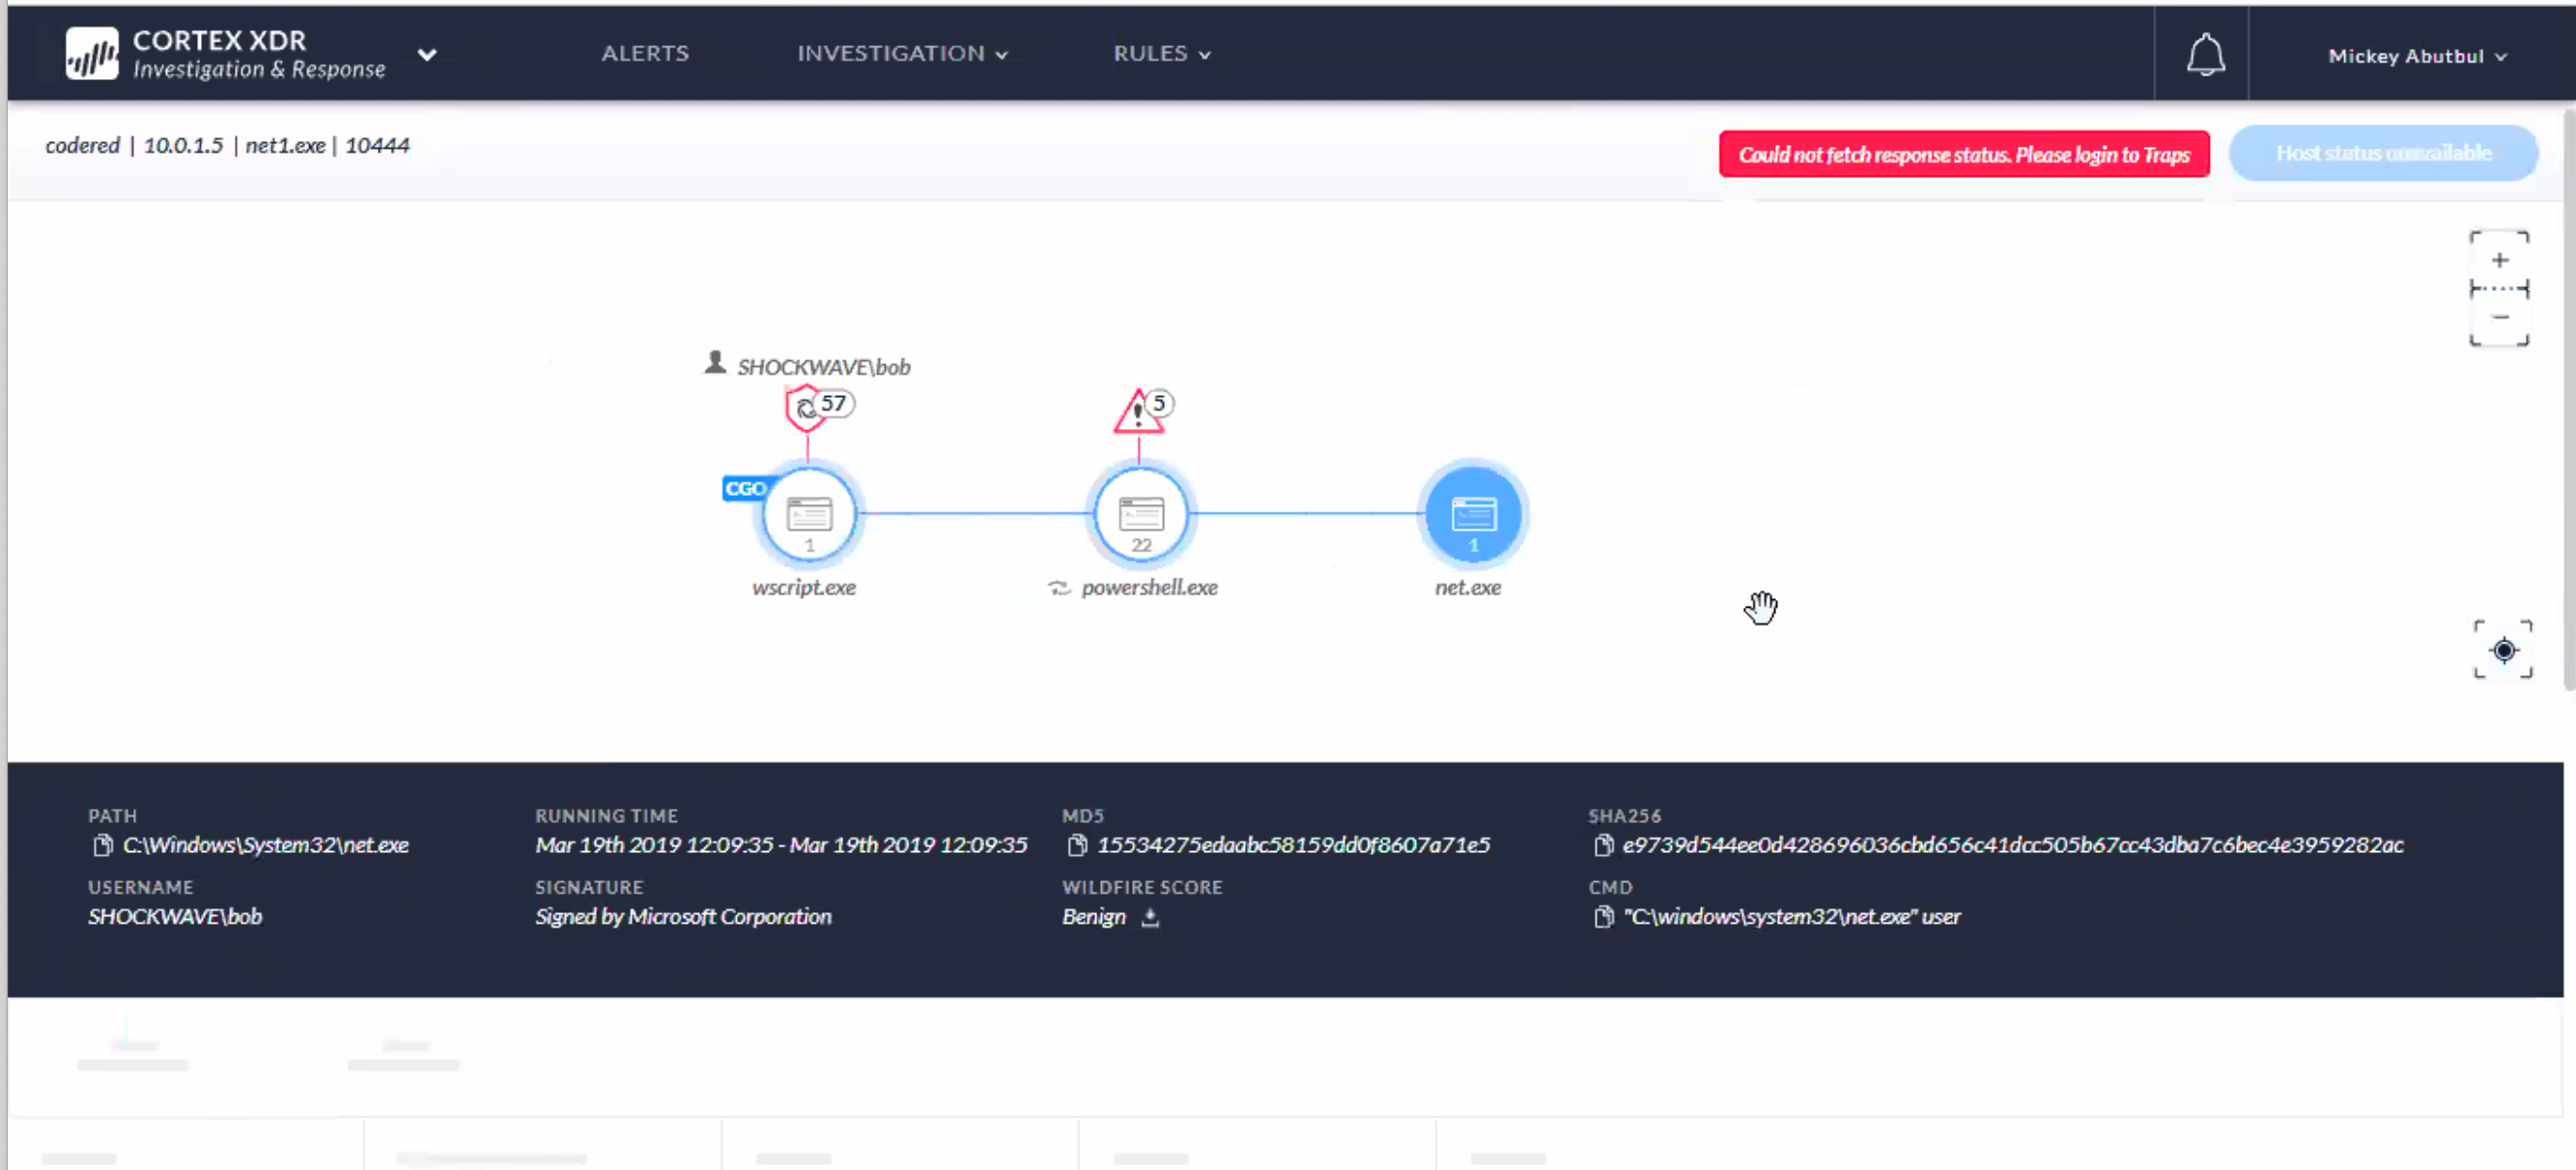 CORTEX XDR
Investigation & Response
ALERTS
INVESTIGATION
RULES
Mickey Abutbul
codered | 10.0.1.5 | net1.exe | 10444
Could not fetch response status. Please login to Traps
Host status unavailable
SHOCKWAVE\bob
57
5
CGO
1
22
1
wscript.exe
powershell.exe
net.exe
PATH
C:\Windows\System32\net.exe
RUNNING TIME
Mar 19th 2019 12:09:35 - Mar 19th 2019 12:09:35
MD5
15534275edaabc58159dd0f8607a71e5
SHA256
e9739d544ee0d428696036cbd656c41dcc505b67cc43dba7c6bec4e3959282ac
USERNAME
SHOCKWAVE\bob
SIGNATURE
Signed by Microsoft Corporation
WILDFIRE SCORE
Benign
CMD
"C:\windows\system32\net.exe" user